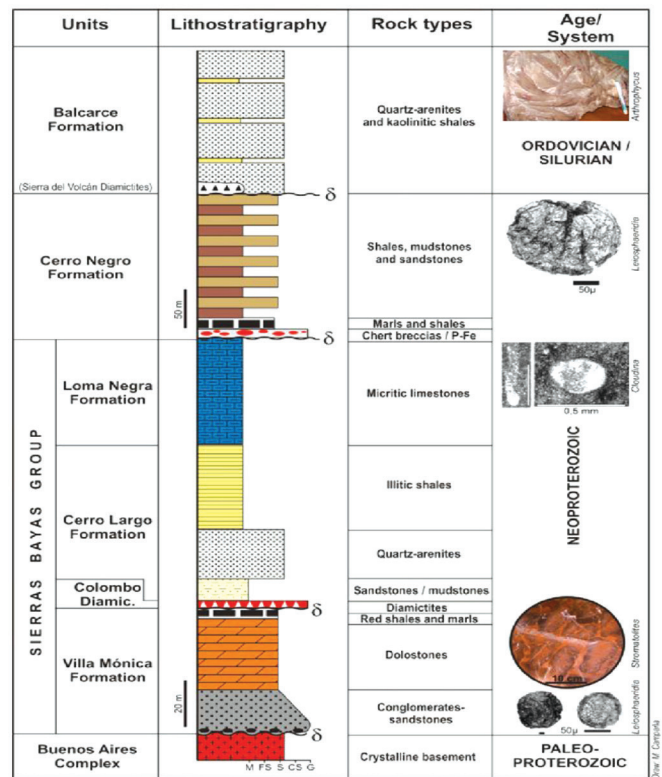 Units
Lithostratigraphy
Rock types
Age/
System
Balcarce
Formation
(Sierra del Volcán Diamictites)
Quartz-arenites
and kaolinitic shales
Arthrophycus
ORDOVICIAN /
SILURIAN
δ
Cerro Negro
Formation
50 m
Shales, mudstones
and sandstones
Leiosphaeridia
50µ
Marls and shales
Chert breccias / P-Fe
δ
SIERRAS BAYAS GROUP
Loma Negra
Formation
Micritic limestones
Cloudina
0,5 mm
NEOPROTEROZOIC
Cerro Largo
Formation
Illitic shales
Quartz-arenites
Colombo
Diamic.
Sandstones / mudstones
Diamictites
δ
Red shales and marls
Villa Mónica
Formation
Dolostones
Stromatolites
10 cm
20 m
Conglomerates-
sandstones
Leiosphaeridia
50µ
δ
Buenos Aires
Complex
M FS S CS G
Crystalline basement
PALEO-
PROTEROZOIC
M. Campaña